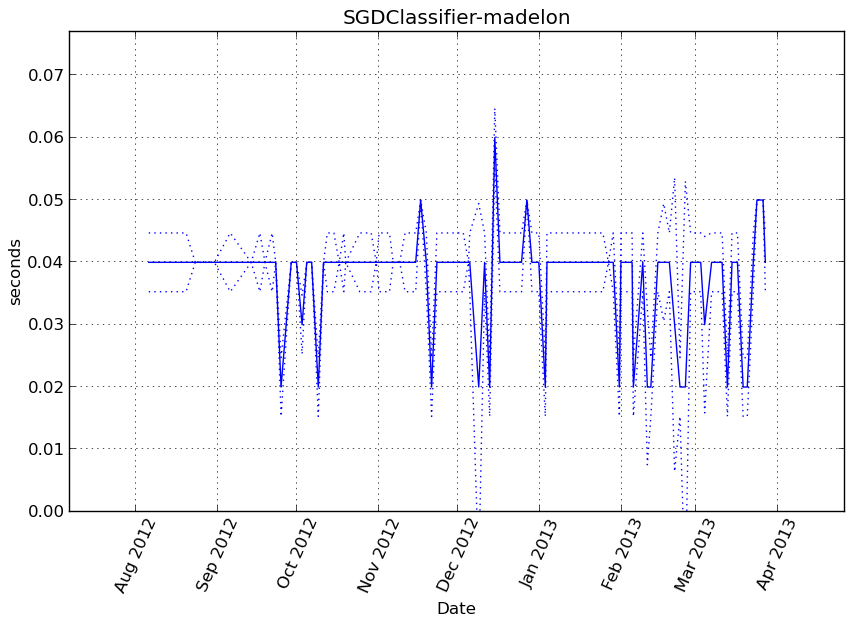 SGDClassifier-madelon
0.07
0.06
0.05
0.04
0.03
0.02
0.01
0.00
seconds
Aug 2012
Sep 2012
Oct 2012
Nov 2012
Dec 2012
Jan 2013
Feb 2013
Mar 2013
Apr 2013
Date